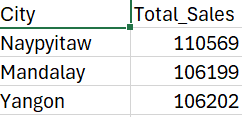 City Total_Sales
Naypyitaw 110569
Mandalay 106199
Yangon 106202